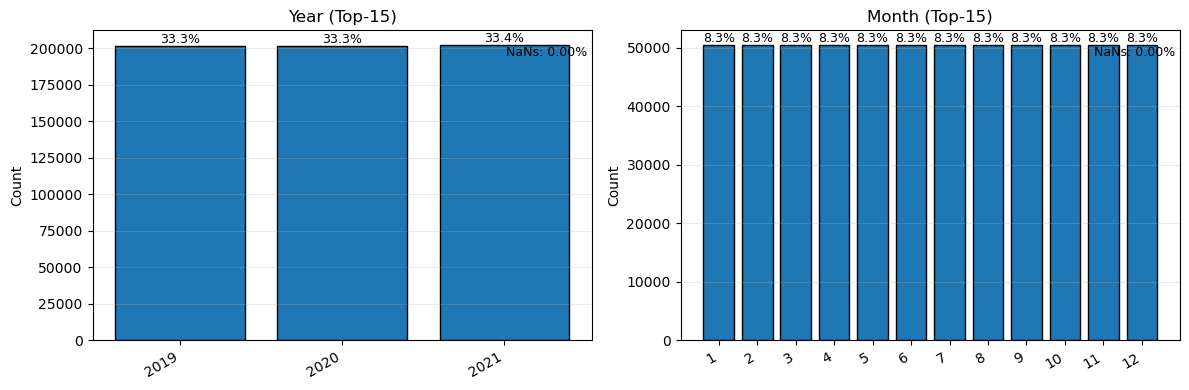 Year (Top-15)
33.3% 33.3% 33.4%
NaNs: 0.00%
200000
175000
150000
125000
100000
75000
50000
25000
0
Count
2019 2020 2021
Month (Top-15)
8.3% 8.3% 8.3% 8.3% 8.3% 8.3% 8.3% 8.3% 8.3% 8.3% 8.3% 8.3%
NaNs: 0.00%
50000
40000
30000
20000
10000
0
Count
1 2 3 4 5 6 7 8 9 10 11 12